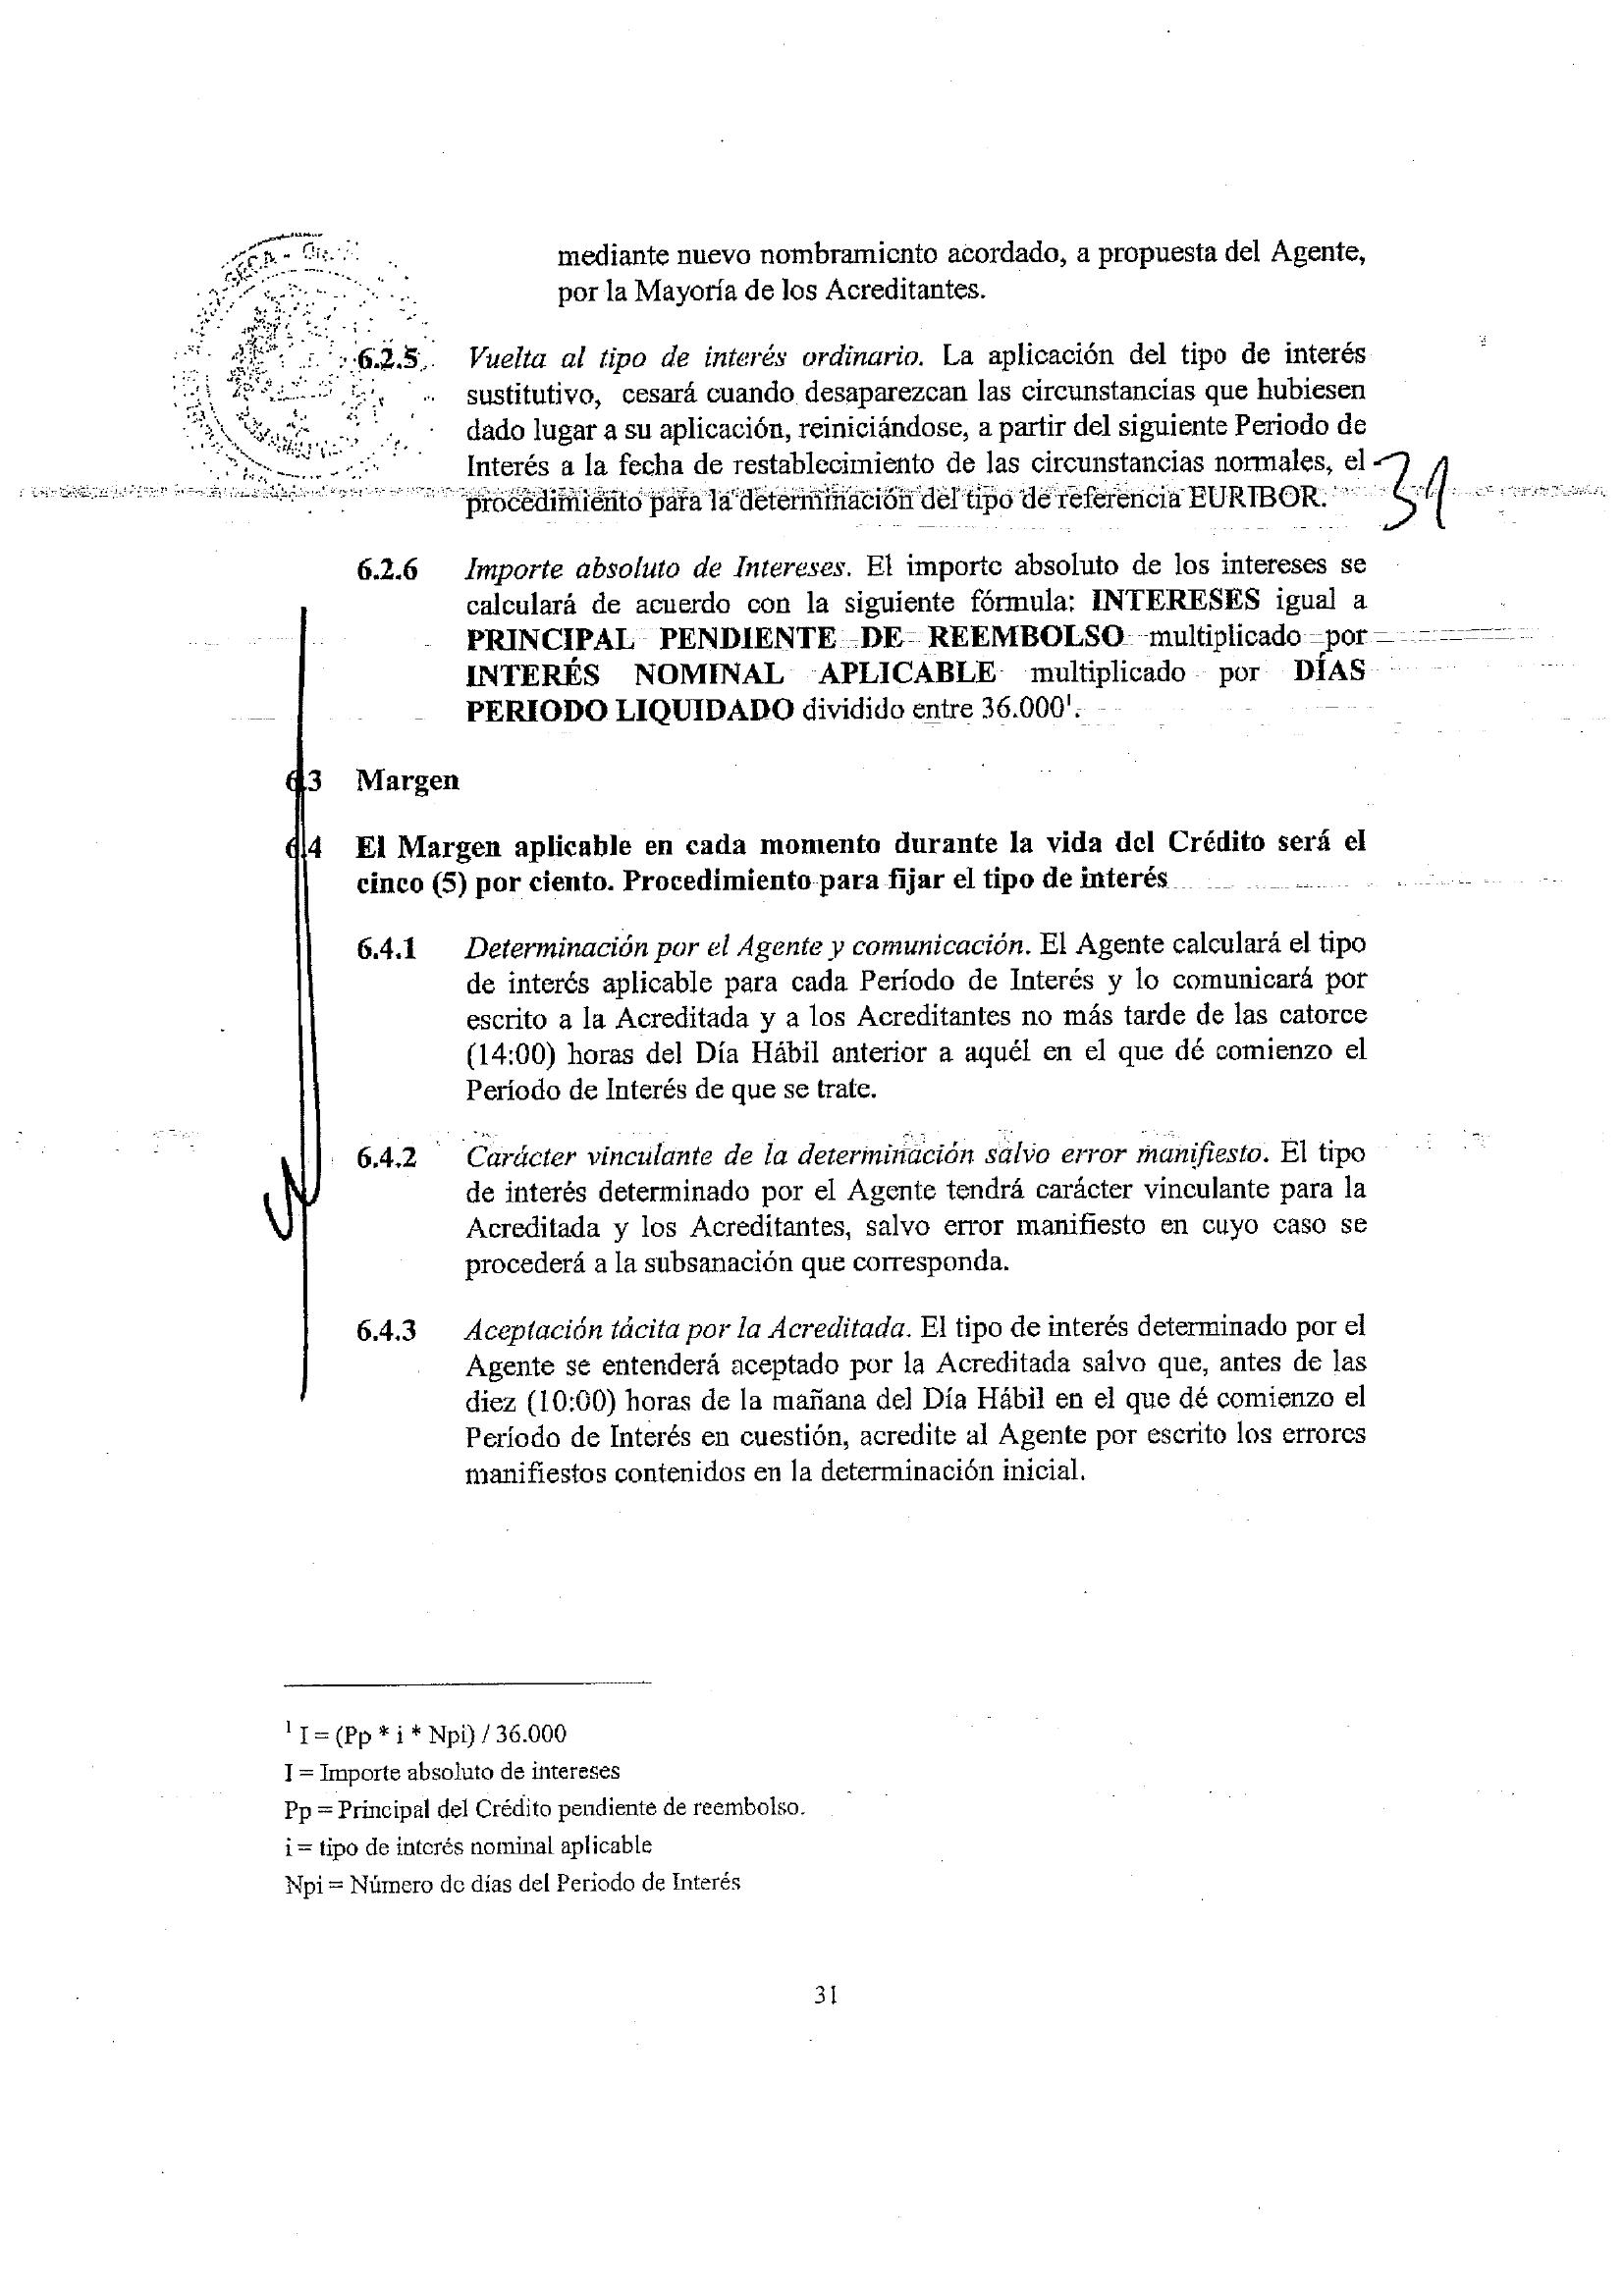 mediante nuevo nombramiento acordado, a propuesta del Agente,
por la Mayoría de los Acreditantes.
6.2.5 Vuelta al tipo de interés ordinario. La aplicación del tipo de interés
sustitutivo, cesará cuando desaparezcan las circunstancias que hubiesen
dado lugar a su aplicación, reiniciándose, a partir del siguiente Periodo de
Interés a la fecha de restablecimiento de las circunstancias normales, el
procedimiento para la determinación del tipo de referencia EURIBOR.
31
6.2.6 Importe absoluto de Intereses. El importe absoluto de los intereses se
calculará de acuerdo con la siguiente fórmula: INTERESES igual a
PRINCIPAL PENDIENTE DE REEMBOLSO multiplicado por
INTERÉS NOMINAL APLICABLE multiplicado por DÍAS
PERIODO LIQUIDADO dividido entre 36.000¹.
6.3 Margen
6.4 El Margen aplicable en cada momento durante la vida del Crédito será el
cinco (5) por ciento. Procedimiento para fijar el tipo de interés
6.4.1 Determinación por el Agente y comunicación. El Agente calculará el tipo
de interés aplicable para cada Período de Interés y lo comunicará por
escrito a la Acreditada y a los Acreditantes no más tarde de las catorce
(14:00) horas del Día Hábil anterior a aquél en el que dé comienzo el
Período de Interés de que se trate.
6.4.2 Carácter vinculante de la determinación salvo error manifiesto. El tipo
de interés determinado por el Agente tendrá carácter vinculante para la
Acreditada y los Acreditantes, salvo error manifiesto en cuyo caso se
procederá a la subsanación que corresponda.
6.4.3 Aceptación tácita por la Acreditada. El tipo de interés determinado por el
Agente se entenderá aceptado por la Acreditada salvo que, antes de las
diez (10:00) horas de la mañana del Día Hábil en el que dé comienzo el
Período de Interés en cuestión, acredite al Agente por escrito los errores
manifiestos contenidos en la determinación inicial.
¹ I = (Pp * i * Npi) / 36.000
I = Importe absoluto de intereses
Pp = Principal del Crédito pendiente de reembolso.
i = tipo de interés nominal aplicable
Npi = Número de días del Periodo de Interés
31